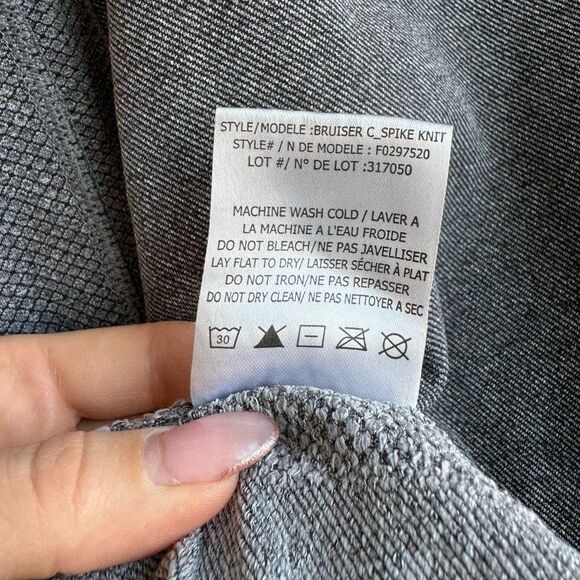 STYLE/MODELE :BRUISER C_SPIKE KNIT
STYLE# / N DE MODELE : F0297520
LOT #/ N° DE LOT :317050
MACHINE WASH COLD / LAVER A
LA MACHINE A L'EAU FROIDE
DO NOT BLEACH/NE PAS JAVELLISER
LAY FLAT TO DRY/ LAISSER SÉCHER À PLAT
DO NOT IRON/NE PAS REPASSER
DO NOT DRY CLEAN/ NE PAS NETTOYER A SEC
30